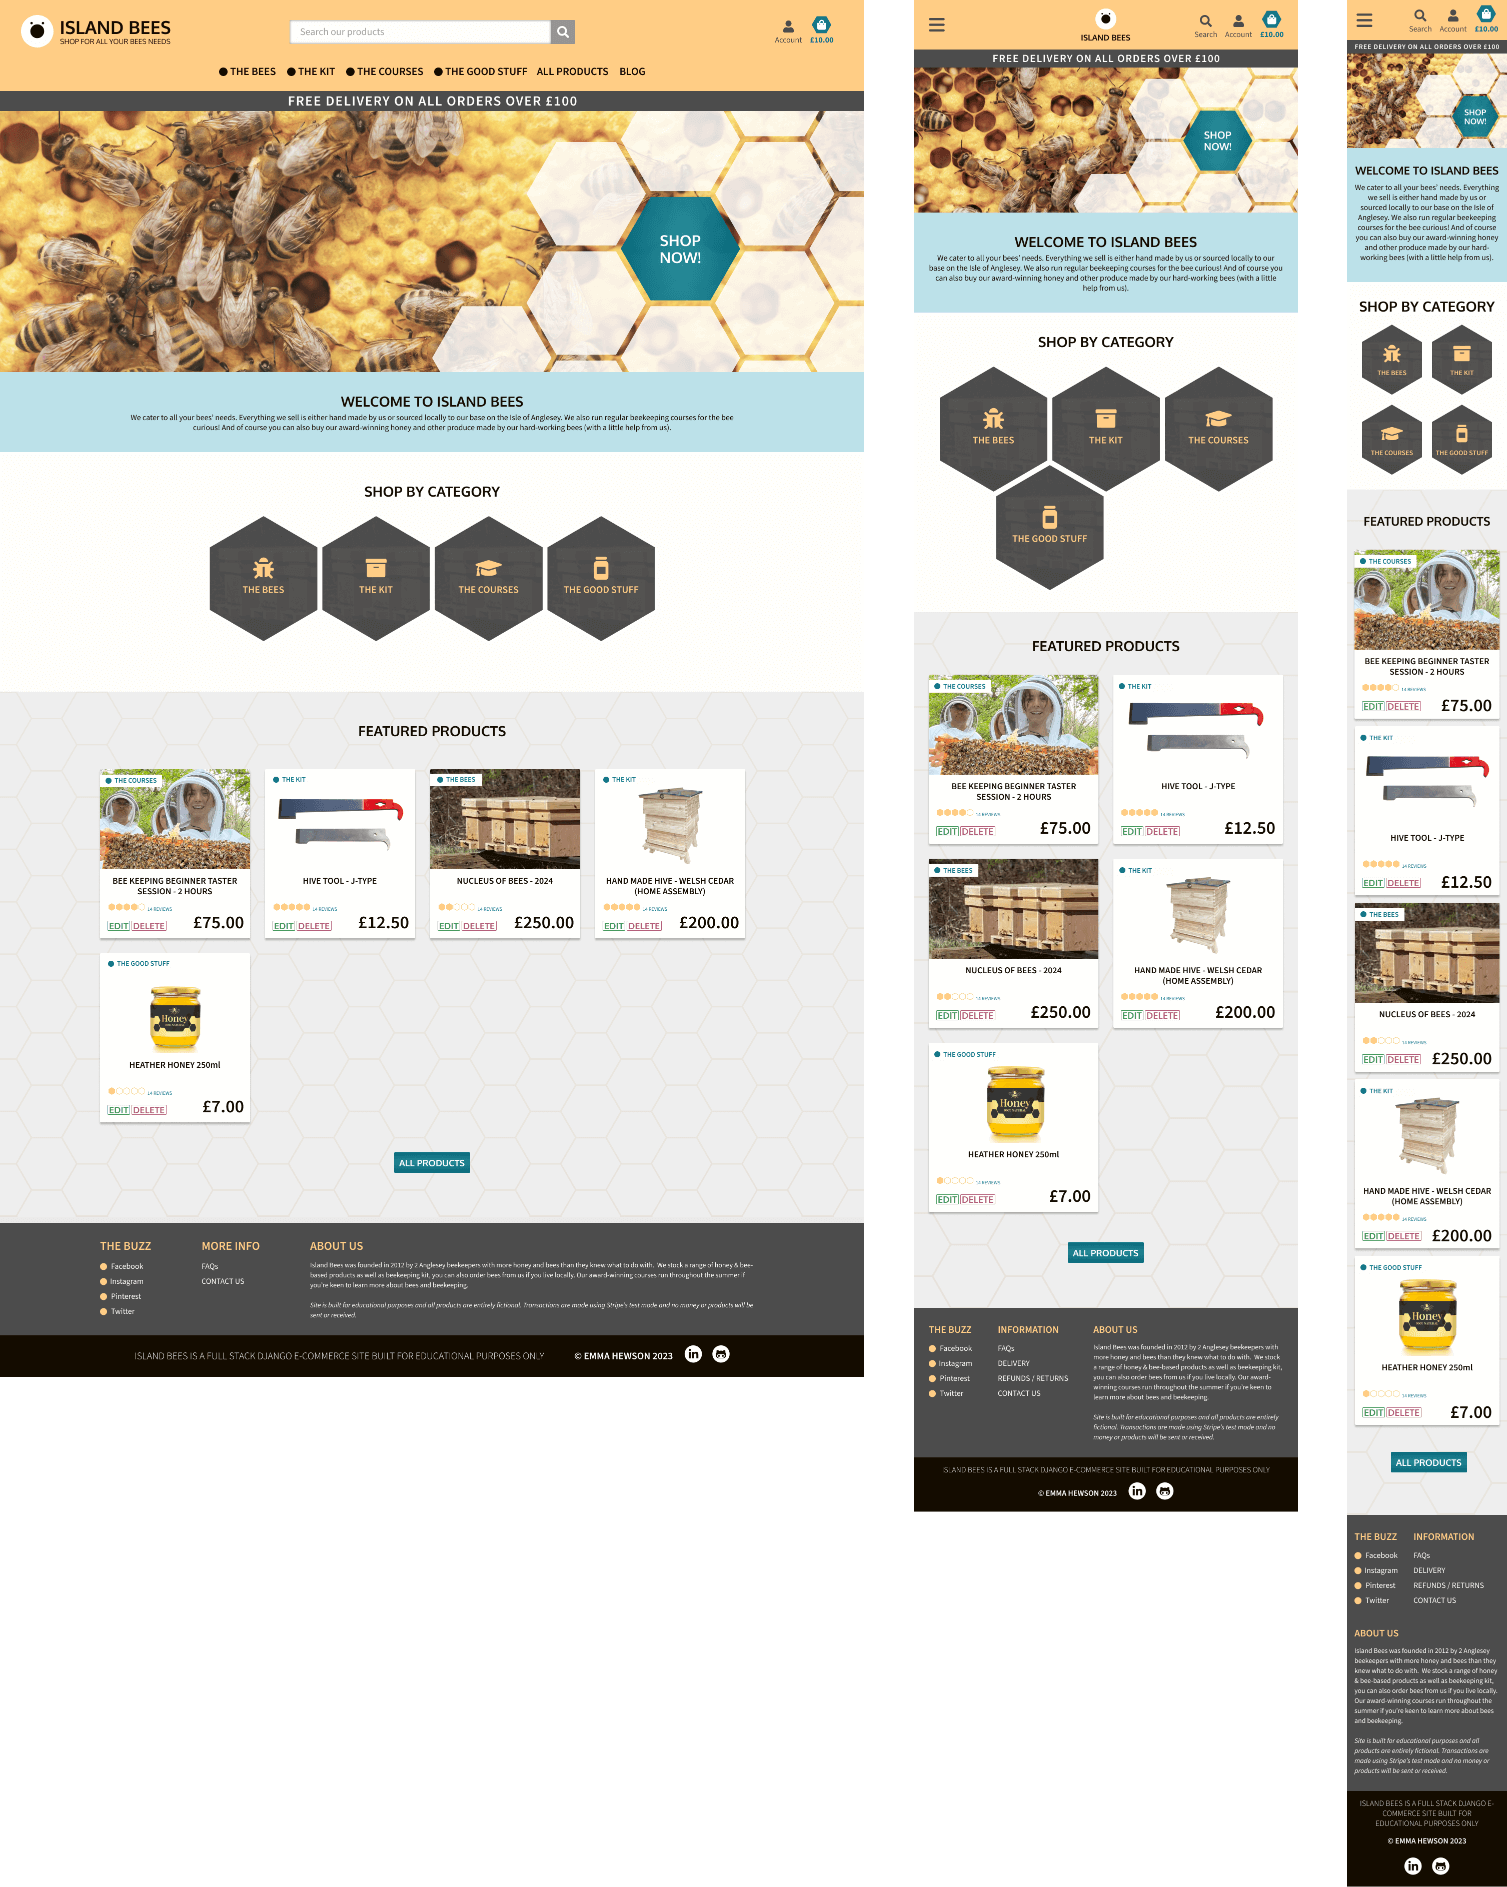 ISLAND BEES
SHOP FOR ALL YOUR BEES NEEDS
Search our products
Account
£10.00
THE BEES
THE KIT
THE COURSES
THE GOOD STUFF
ALL PRODUCTS
BLOG
FREE DELIVERY ON ALL ORDERS OVER £100
SHOP
NOW!
WELCOME TO ISLAND BEES
We cater to all your bees' needs. Everything we sell is either hand made by us or sourced locally to our base on the Isle of Anglesey. We also run regular beekeeping courses for the bee
curious! And of course you can also buy our award-winning honey and other produce made by our hard-working bees (with a little help from us).
SHOP BY CATEGORY
THE BEES
THE KIT
THE COURSES
THE GOOD STUFF
FEATURED PRODUCTS
THE COURSES
BEE KEEPING BEGINNER TASTER
SESSION - 2 HOURS
14 REVIEWS
EDIT DELETE
£75.00
THE KIT
HIVE TOOL - J-TYPE
14 REVIEWS
EDIT DELETE
£12.50
THE BEES
NUCLEUS OF BEES - 2024
14 REVIEWS
EDIT DELETE
£250.00
THE KIT
HAND MADE HIVE - WELSH CEDAR
(HOME ASSEMBLY)
14 REVIEWS
EDIT DELETE
£200.00
THE GOOD STUFF
Honey
HEATHER HONEY 250ml
14 REVIEWS
EDIT DELETE
£7.00
ALL PRODUCTS
THE BUZZ
Facebook
Instagram
Pinterest
Twitter
MORE INFO
FAQs
CONTACT US
ABOUT US
Island Bees was founded in 2012 by 2 Anglesey beekeepers with more honey and bees than they knew what to do with. We stock a range of honey & bee-
based products as well as beekeeping kit, you can also order bees from us if you live locally. Our award-winning courses run throughout the summer if
you're keen to learn more about bees and beekeeping.
Site is built for educational purposes and all products are entirely fictional. Transactions are made using Stripe's test mode and no money or products will be
sent or received.
ISLAND BEES IS A FULL STACK DJANGO E-COMMERCE SITE BUILT FOR EDUCATIONAL PURPOSES ONLY
© EMMA HEWSON 2023
in
ISLAND BEES
Search
Account
£10.00
FREE DELIVERY ON ALL ORDERS OVER £100
SHOP
NOW!
WELCOME TO ISLAND BEES
We cater to all your bees' needs. Everything we sell is either hand made by us or sourced locally to our
base on the Isle of Anglesey. We also run regular beekeeping courses for the bee curious! And of course you
can also buy our award-winning honey and other produce made by our hard-working bees (with a little
help from us).
SHOP BY CATEGORY
THE BEES
THE KIT
THE COURSES
THE GOOD STUFF
FEATURED PRODUCTS
THE COURSES
BEE KEEPING BEGINNER TASTER
SESSION - 2 HOURS
14 REVIEWS
EDIT DELETE
£75.00
THE KIT
HIVE TOOL - J-TYPE
14 REVIEWS
EDIT DELETE
£12.50
THE BEES
NUCLEUS OF BEES - 2024
14 REVIEWS
EDIT DELETE
£250.00
THE KIT
HAND MADE HIVE - WELSH CEDAR
(HOME ASSEMBLY)
14 REVIEWS
EDIT DELETE
£200.00
THE GOOD STUFF
Honey
100% NATURAL
HEATHER HONEY 250ml
14 REVIEWS
EDIT DELETE
£7.00
ALL PRODUCTS
THE BUZZ
Facebook
Instagram
Pinterest
Twitter
INFORMATION
FAQs
DELIVERY
REFUNDS / RETURNS
CONTACT US
ABOUT US
Island Bees was founded in 2012 by 2 Anglesey beekeepers with
more honey and bees than they knew what to do with. We stock
a range of honey & bee-based products as well as beekeeping kit,
you can also order bees from us if you live locally. Our award-
winning courses run throughout the summer if you're keen to
learn more about bees and beekeeping.
Site is built for educational purposes and all products are entirely
fictional. Transactions are made using Stripe's test mode and no
money or products will be sent or received.
ISLAND BEES IS A FULL STACK DJANGO E-COMMERCE SITE BUILT FOR EDUCATIONAL PURPOSES ONLY
© EMMA HEWSON 2023
in
Search
Account
£10.00
FREE DELIVERY ON ALL ORDERS OVER £100
SHOP
NOW!
WELCOME TO ISLAND BEES
We cater to all your bees' needs. Everything
we sell is either hand made by us or
sourced locally to our base on the Isle of
Anglesey. We also run regular beekeeping
courses for the bee curious! And of course
you can also buy our award-winning honey
and other produce made by our hard-
working bees (with a little help from us).
SHOP BY CATEGORY
THE BEES
THE KIT
THE COURSES
THE GOOD STUFF
FEATURED PRODUCTS
THE COURSES
BEE KEEPING BEGINNER TASTER
SESSION - 2 HOURS
14 REVIEWS
EDIT DELETE
£75.00
THE KIT
HIVE TOOL - J-TYPE
14 REVIEWS
EDIT DELETE
£12.50
THE BEES
NUCLEUS OF BEES - 2024
14 REVIEWS
EDIT DELETE
£250.00
THE KIT
HAND MADE HIVE - WELSH CEDAR
(HOME ASSEMBLY)
14 REVIEWS
EDIT DELETE
£200.00
THE GOOD STUFF
Honey
HEATHER HONEY 250ml
14 REVIEWS
EDIT DELETE
£7.00
ALL PRODUCTS
THE BUZZ
Facebook
Instagram
Pinterest
Twitter
INFORMATION
FAQs
DELIVERY
REFUNDS / RETURNS
CONTACT US
ABOUT US
Island Bees was founded in 2012 by 2 Anglesey
beekeepers with more honey and bees than they
knew what to do with. We stock a range of honey
& bee-based products as well as beekeeping kit,
you can also order bees from us if you live locally.
Our award-winning courses run throughout the
summer if you're keen to learn more about bees
and beekeeping.
Site is built for educational purposes and all
products are entirely fictional. Transactions are
made using Stripe's test mode and no money or
products will be sent or received.
ISLAND BEES IS A FULL STACK DJANGO E-
COMMERCE SITE BUILT FOR
EDUCATIONAL PURPOSES ONLY
© EMMA HEWSON 2023
in